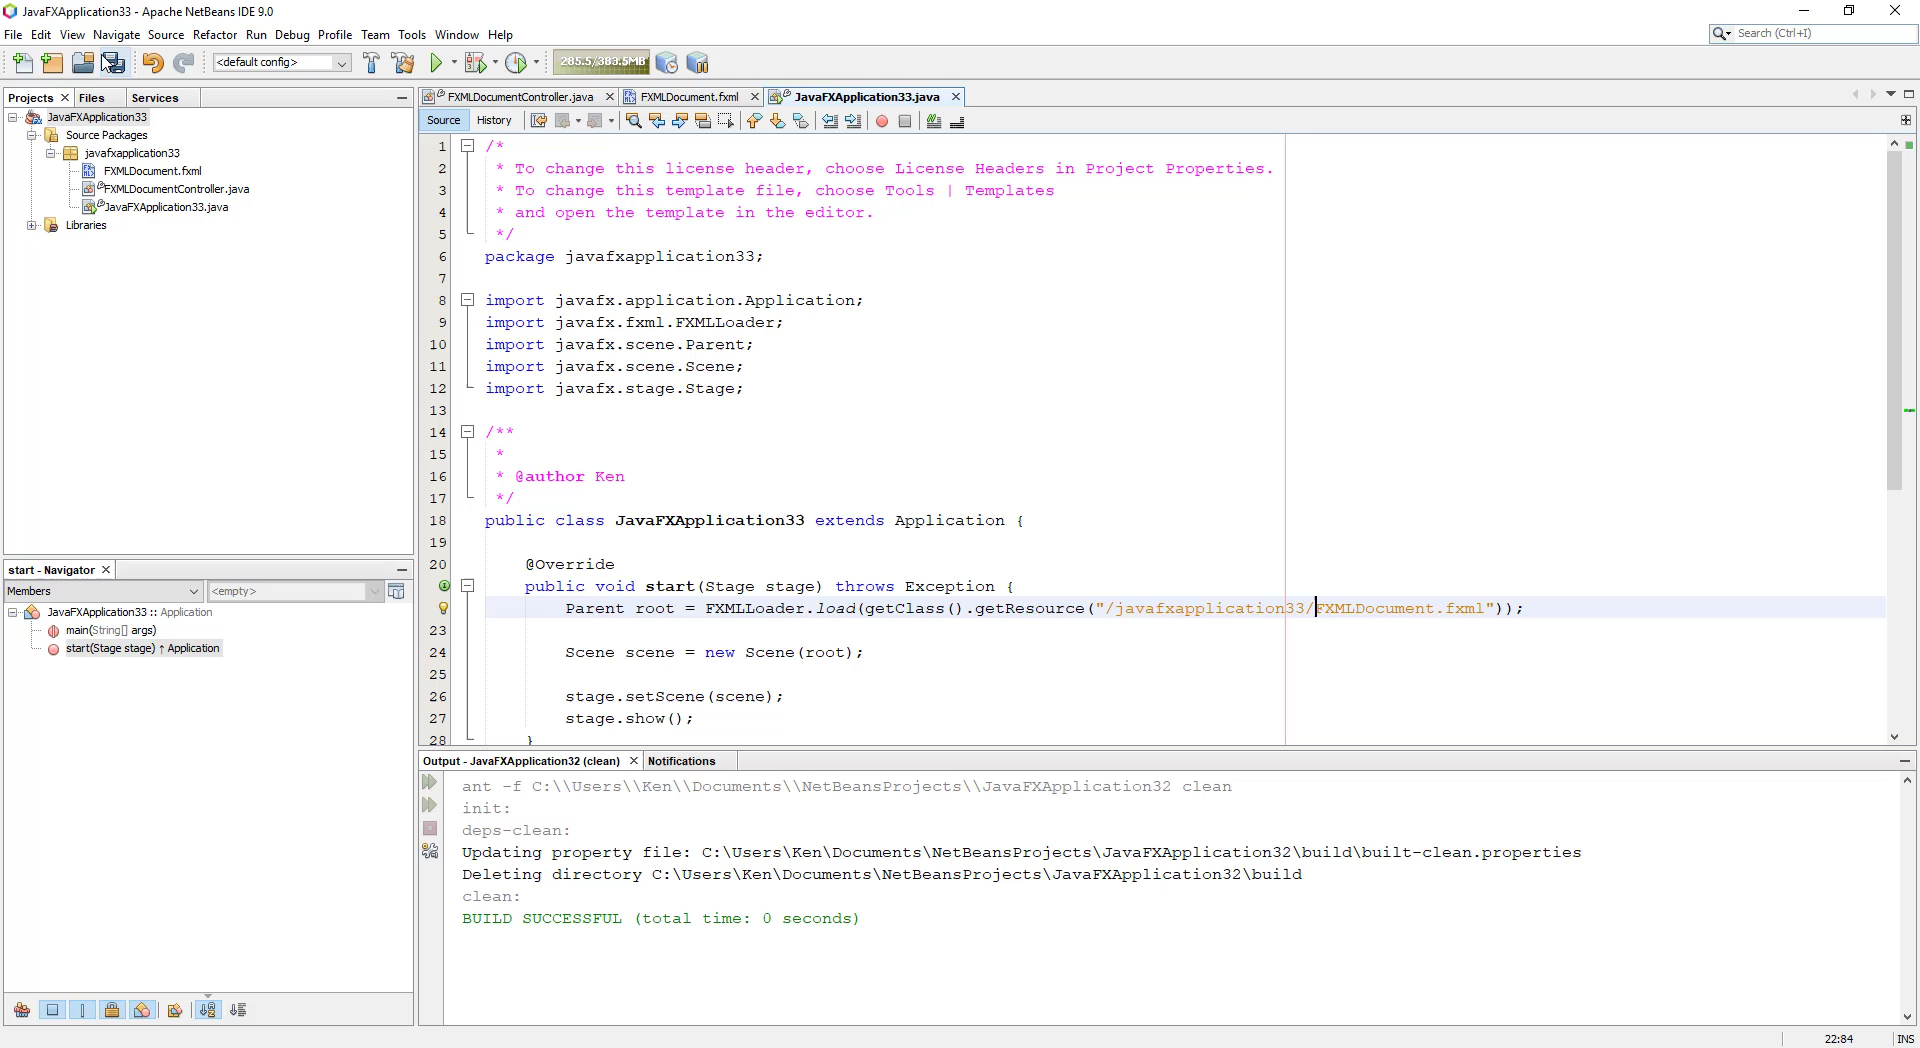 JavaFXApplication33 - Apache NetBeans IDE 9.0
File Edit View Navigate Source Refactor Run Debug Profile Team Tools Window Help
Search (Ctrl+I)
<default config>
285.5/383.5MB
Projects Files Services
JavaFXApplication33
Source Packages
javafxapplication33
FXMLDocument.fxml
FXMLDocumentController.java
JavaFXApplication33.java
Libraries
start - Navigator
Members
<empty>
JavaFXApplication33 :: Application
main(String[] args)
start(Stage stage) ↑ Application
FXMLDocumentController.java FXMLDocument.fxml JavaFXApplication33.java
Source History
1 /*
2 * To change this license header, choose License Headers in Project Properties.
3 * To change this template file, choose Tools | Templates
4 * and open the template in the editor.
5 */
6 package javafxapplication33;
7
8 import javafx.application.Application;
9 import javafx.fxml.FXMLLoader;
10 import javafx.scene.Parent;
11 import javafx.scene.Scene;
12 import javafx.stage.Stage;
13
14 /**
15 *
16 * @author Ken
17 */
18 public class JavaFXApplication33 extends Application {
19
20 @Override
public void start(Stage stage) throws Exception {
Parent root = FXMLLoader.load(getClass().getResource("/javafxapplication33/FXMLDocument.fxml"));
23
24 Scene scene = new Scene(root);
25
26 stage.setScene(scene);
27 stage.show();
28 }
Output - JavaFXApplication32 (clean) Notifications
ant -f C:\\Users\\Ken\\Documents\\NetBeansProjects\\JavaFXApplication32 clean
init:
deps-clean:
Updating property file: C:\Users\Ken\Documents\NetBeansProjects\JavaFXApplication32\build\built-clean.properties
Deleting directory C:\Users\Ken\Documents\NetBeansProjects\JavaFXApplication32\build
clean:
BUILD SUCCESSFUL (total time: 0 seconds)
22:84 INS